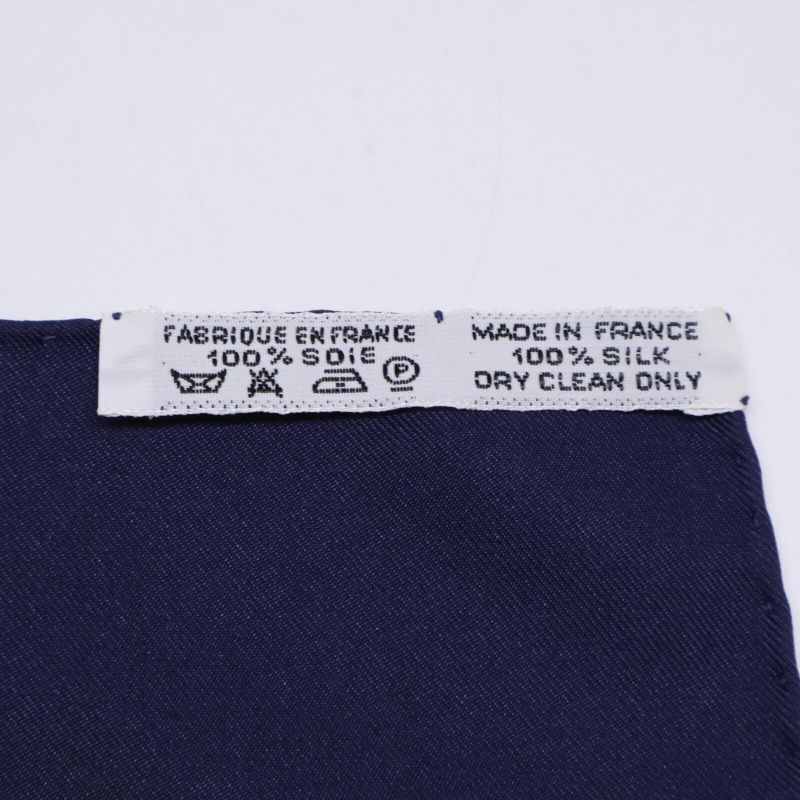 FABRIQUE EN FRANCE
100% SOIE
P
MADE IN FRANCE
100% SILK
DRY CLEAN ONLY